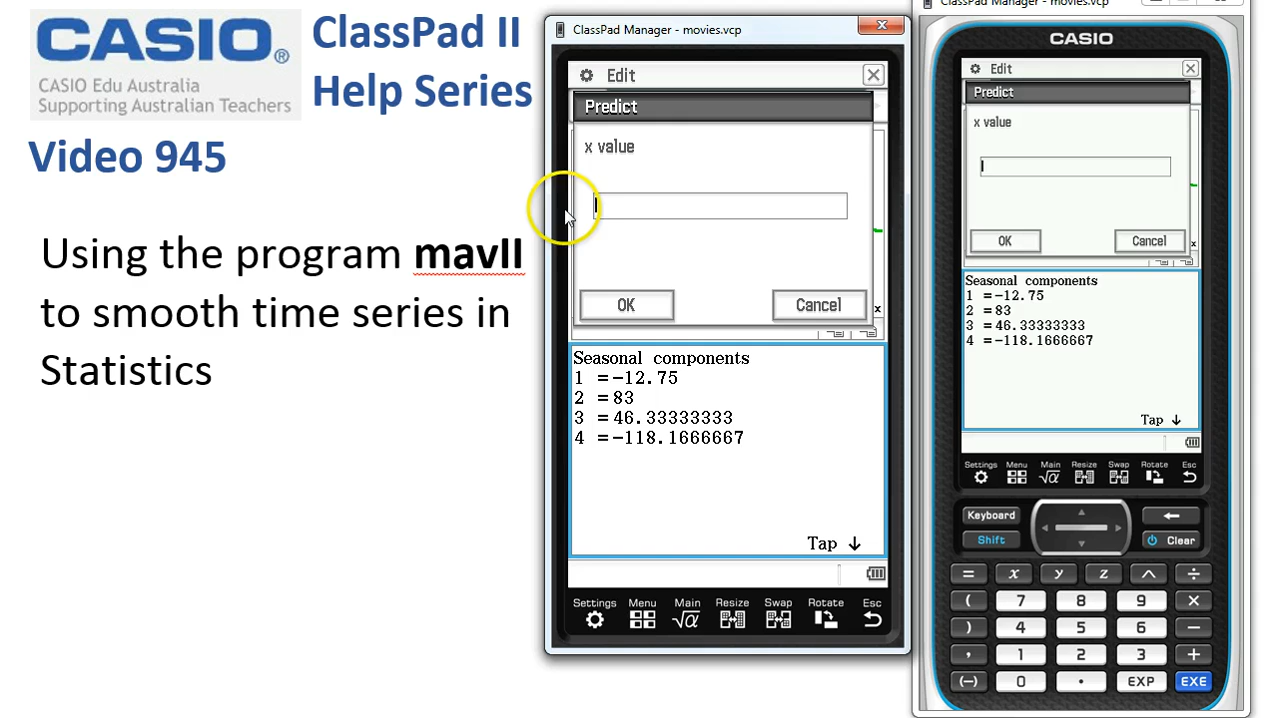 CASIO®
CASIO Edu Australia
Supporting Australian Teachers
ClassPad II
Help Series
Video 945
Using the program mavII
to smooth time series in
Statistics
ClassPad Manager - movies.vcp
Edit
Predict
x value
OK Cancel
x
Seasonal components
1 =-12.75
2 =83
3 =46.33333333
4 =-118.1666667
Tap ↓
Settings Menu Main Resize Swap Rotate Esc
√α
ClassPad Manager - movies.vcp
CASIO
Edit
Predict
x value
OK Cancel
x
Seasonal components
1 =-12.75
2 =83
3 =46.33333333
4 =-118.1666667
Tap ↓
Settings Menu Main Resize Swap Rotate Esc
√α
Keyboard
Shift Clear
= x y z ^ ÷
( 7 8 9 ×
) 4 5 6 −
, 1 2 3 +
(−) 0 • EXP EXE